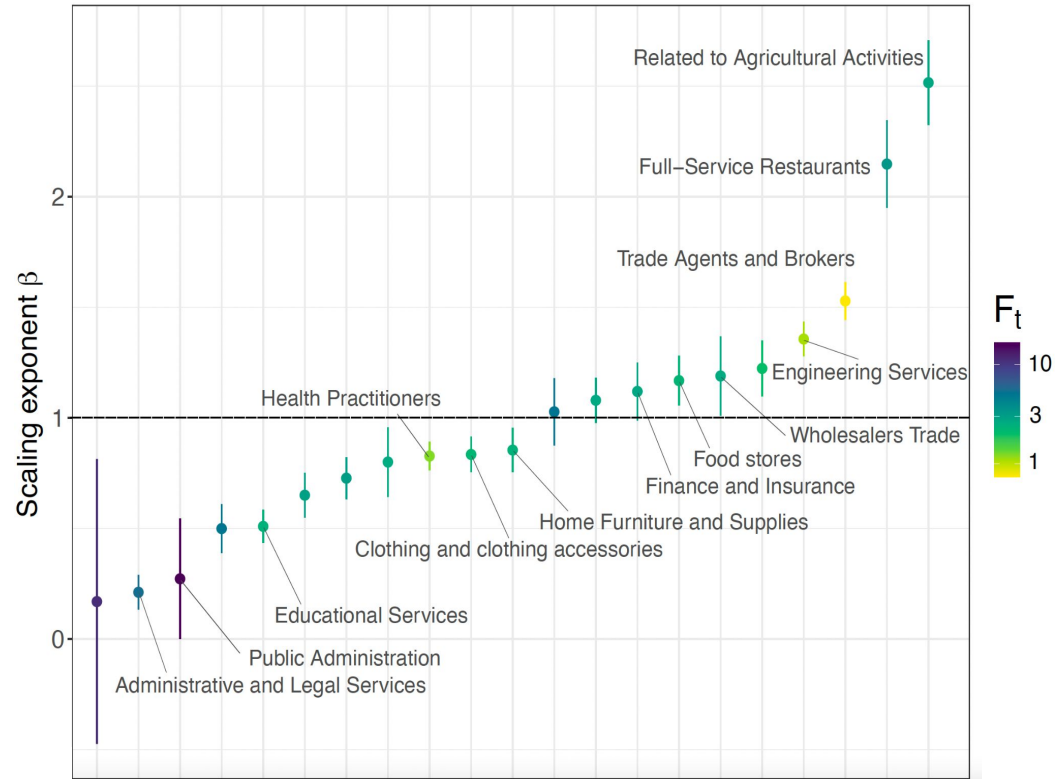 Related to Agricultural Activities
Full-Service Restaurants
2
Trade Agents and Brokers
Scaling exponent β
F_t
10
3
1
Engineering Services
Health Practitioners
1
Wholesalers Trade
Food stores
Finance and Insurance
Home Furniture and Supplies
Clothing and clothing accessories
Educational Services
0
Public Administration
Administrative and Legal Services